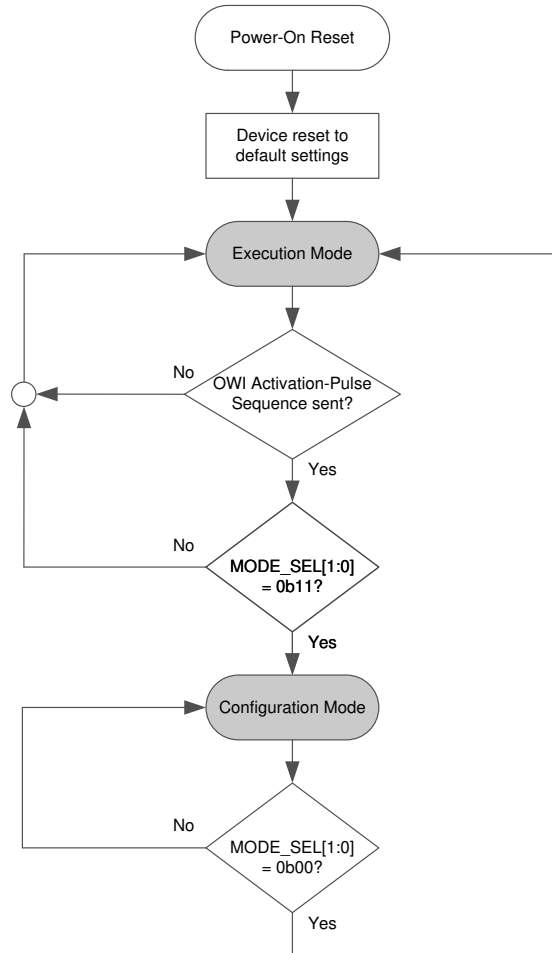 Power-On Reset
Device reset to
default settings
Execution Mode
No
OWI Activation-Pulse
Sequence sent?
Yes
No
MODE_SEL[1:0]
= 0b11?
Yes
Configuration Mode
No
MODE_SEL[1:0]
= 0b00?
Yes